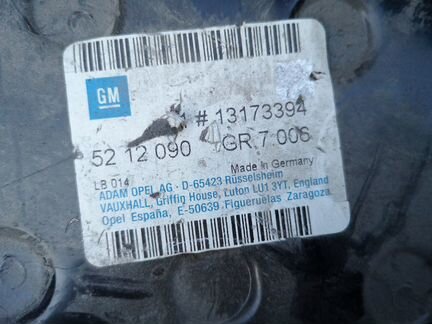 GM
# 13173394
52 12 090 GR.7 006
Made in Germany
LB 014
ADAM OPEL AG · D-65423 Rüsselsheim
VAUXHALL, Griffin House, Luton LU1 3YT, England
Opel España, E-50639 Figueruelas Zaragoza